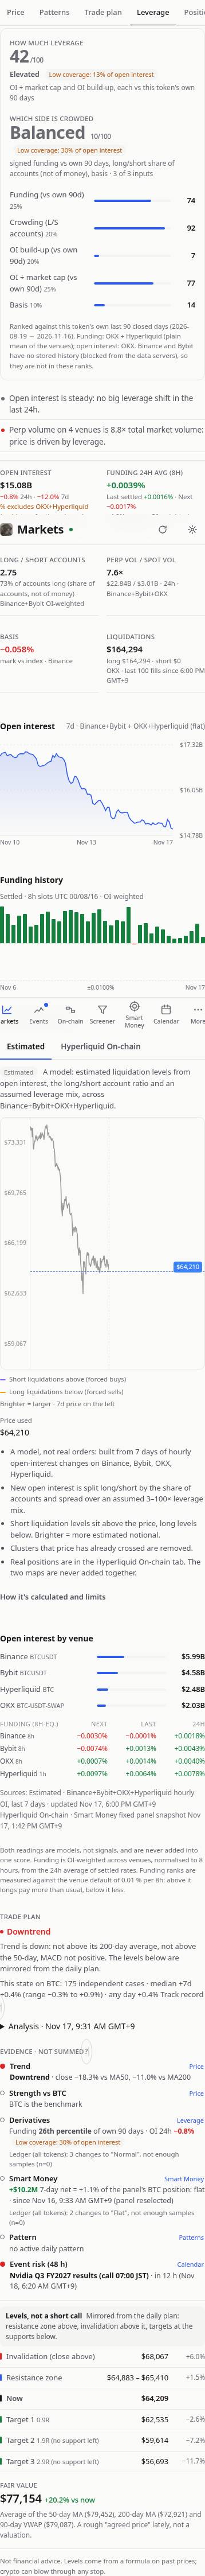 Price Patterns Trade plan Leverage Positi
HOW MUCH LEVERAGE
42/100
Elevated Low coverage: 13% of open interest
OI ÷ market cap and OI build-up, each vs this token's own
90 days
WHICH SIDE IS CROWDED
Balanced 10/100
Low coverage: 30% of open interest
signed funding vs own 90 days, long/short share of
accounts (not of money), basis · 3 of 3 inputs
Funding (vs own 90d)
25%
74
Crowding (L/S
accounts) 20%
92
OI build-up (vs own
90d) 20%
7
OI ÷ market cap (vs
own 90d) 25%
77
Basis 10%
14
Ranked against this token's own last 90 closed days (2026-
08-19 → 2026-11-16). Funding: OKX + Hyperliquid (plain
mean of the venues); open interest: OKX. Binance and Bybit
have no stored history (blocked from the data servers), so
they are not in these ranks.
Open interest is steady: no big leverage shift in the
last 24h.
Perp volume on 4 venues is 8.8× total market volume:
price is driven by leverage.
OPEN INTEREST
$15.08B
−0.8% 24h · −12.0% 7d
% excludes OKX+Hyperliquid
FUNDING 24H AVG (8H)
+0.0039%
Last settled +0.0016% · Next
−0.0017%
Markets
LONG / SHORT ACCOUNTS
2.75
73% of accounts long (share of
accounts, not of money) ·
Binance+Bybit OI-weighted
PERP VOL / SPOT VOL
7.6×
$22.84B / $3.01B · 24h ·
Binance+Bybit+OKX
BASIS
−0.058%
mark vs index · Binance
LIQUIDATIONS
$164,294
long $164,294 · short $0
OKX · last 100 fills since 6:00 PM
GMT+9
Open interest 7d · Binance+Bybit + OKX+Hyperliquid (flat)
$17.32B
$16.05B
$14.78B
Nov 10 Nov 13 Nov 17
Funding history
Settled · 8h slots UTC 00/08/16 · OI-weighted
Nov 6 ±0.0100% Nov 17
arkets Events On-chain Screener Smart Money Calendar More
Estimated Hyperliquid On-chain
Estimated A model: estimated liquidation levels from
open interest, the long/short account ratio and an
assumed leverage mix, across
Binance+Bybit+OKX+Hyperliquid.
$73,331
$69,765
$66,199
$64,210
$62,633
$59,067
Short liquidations above (forced buys)
Long liquidations below (forced sells)
Brighter = larger · 7d price on the left
Price used
$64,210
A model, not real orders: built from 7 days of hourly
open-interest changes on Binance, Bybit, OKX,
Hyperliquid.
New open interest is split long/short by the share of
accounts and spread over an assumed 3–100× leverage
mix.
Short liquidation levels sit above the price, long levels
below. Brighter = more estimated notional.
Clusters that price has already crossed are removed.
Real positions are in the Hyperliquid On-chain tab. The
two maps are never added together.
How it's calculated and limits
Open interest by venue
Binance BTCUSDT $5.99B
Bybit BTCUSDT $4.58B
Hyperliquid BTC $2.48B
OKX BTC-USDT-SWAP $2.03B
FUNDING (8H-EQ.) NEXT LAST 24H
Binance 8h −0.0030% −0.0001% +0.0018%
Bybit 8h −0.0074% +0.0013% +0.0043%
OKX 8h +0.0007% +0.0014% +0.0040%
Hyperliquid 1h +0.0097% +0.0064% +0.0078%
Sources: Estimated · Binance+Bybit+OKX+Hyperliquid hourly
OI, last 7 days · updated Nov 17, 6:00 PM GMT+9
Hyperliquid On-chain · Smart Money fixed panel snapshot Nov
17, 1:42 PM GMT+9
Both readings are models, not signals, and are never added into
one score. Funding is OI-weighted across venues, normalised to 8
hours, from the 24h average of settled rates. Funding ranks are
measured against the venue default of 0.01 % per 8h: above it
longs pay more than usual, below it less.
TRADE PLAN
Downtrend
Trend is down: not above its 200-day average, not above
the 50-day, MACD not positive. The levels below are
mirrored from the daily plan.
This state on BTC: 175 independent cases · median +7d
+0.4% (range −0.3% to +0.9%) · any day +0.4% Track record
Analysis · Nov 17, 9:31 AM GMT+9
EVIDENCE · NOT SUMMED ?
Trend Price
Downtrend · close −18.3% vs MA50, −11.0% vs MA200
Strength vs BTC Price
BTC is the benchmark
Derivatives Leverage
Funding 26th percentile of own 90 days · OI 24h −0.8%
Low coverage: 30% of open interest
Ledger (all tokens): 3 changes to "Normal", not enough
samples (n=0)
Smart Money Smart Money
+$10.2M 7-day net = +1.1% of the panel's BTC position: flat
· since Nov 16, 9:33 AM GMT+9 (panel reselected)
Ledger (all tokens): 2 changes to "Flat", not enough samples
(n=0)
Pattern Patterns
no active daily pattern
Event risk (48 h) Calendar
Nvidia Q3 FY2027 results (call 07:00 JST) · in 12 h (Nov
18, 6:20 AM GMT+9)
Levels, not a short call Mirrored from the daily plan:
resistance zone above, invalidation above it, targets at the
supports below.
Invalidation (close above) $68,067 +6.0%
Resistance zone $64,883 – $65,410 +1.5%
Now $64,209
Target 1 0.9R $62,535 −2.6%
Target 2 1.9R (no support left) $59,614 −7.2%
Target 3 2.9R (no support left) $56,693 −11.7%
FAIR VALUE
$77,154 +20.2% vs now
Average of the 50-day MA ($79,452), 200-day MA ($72,921) and
90-day VWAP ($79,087). A rough "agreed price" lately, not a
valuation.
Not financial advice. Levels come from a formula on past prices;
crypto can blow through any stop.